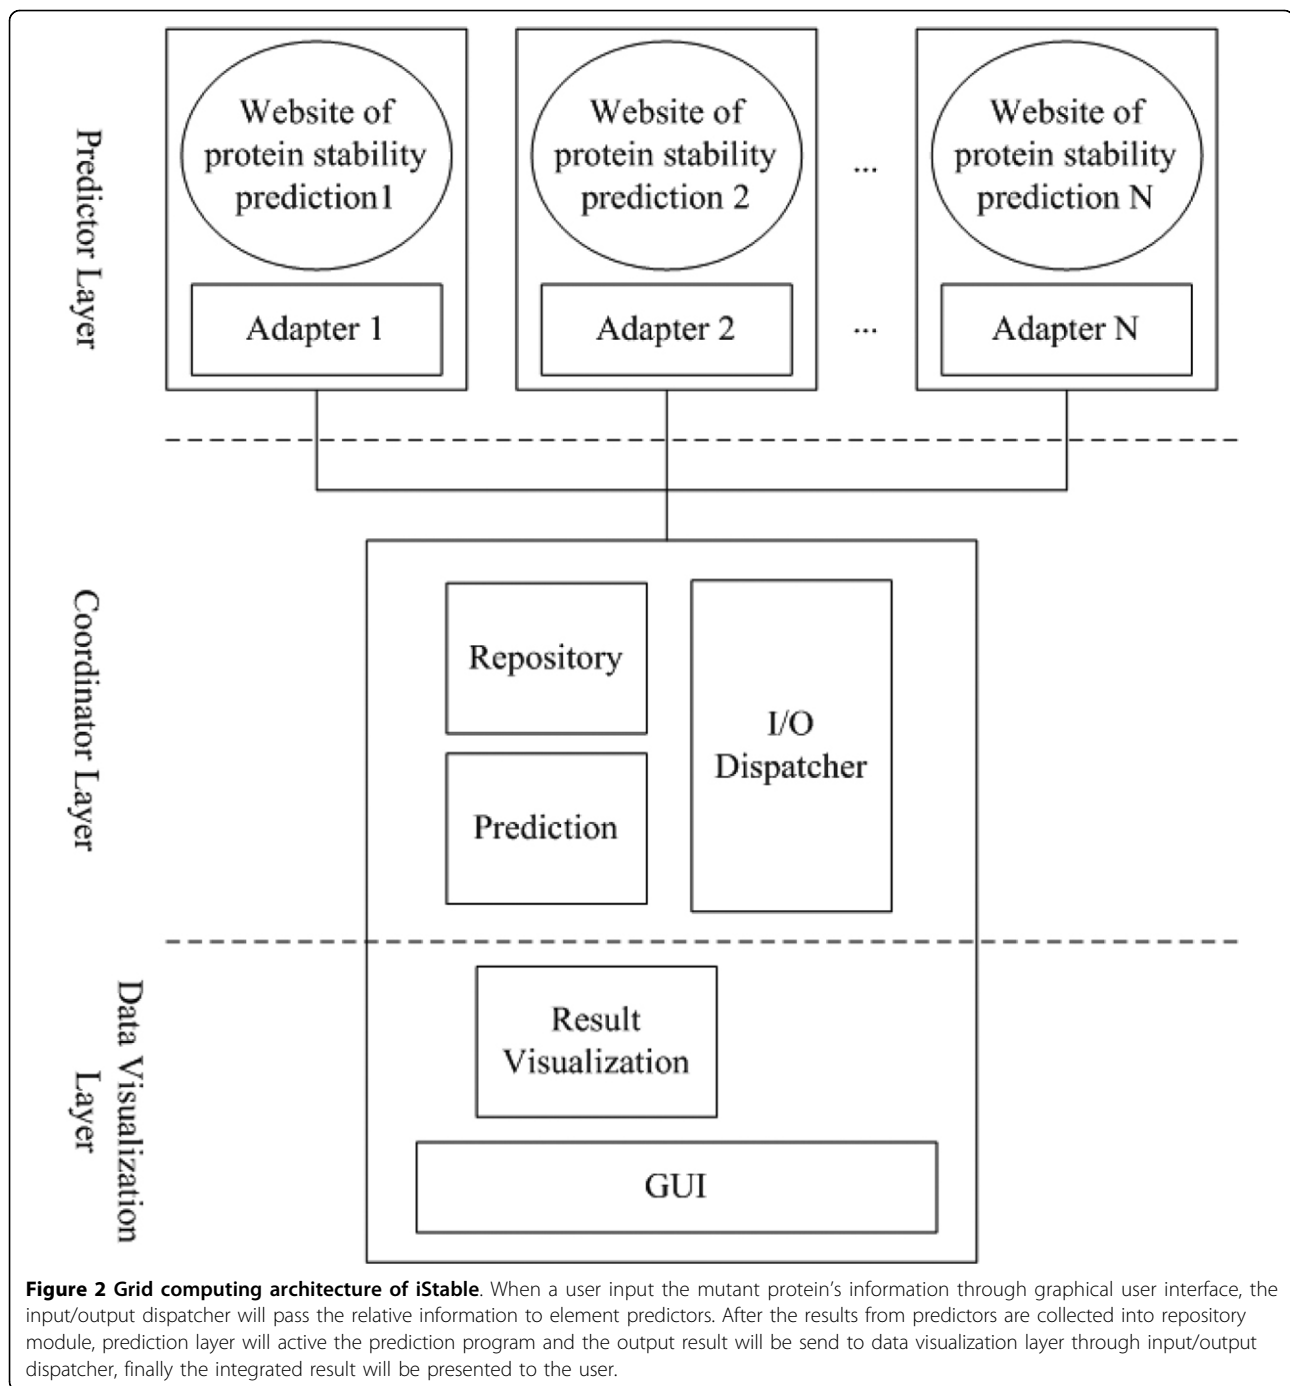 Predictor Layer
Website of
protein stability
prediction1
Website of
protein stability
prediction 2
...
Website of
protein stability
prediction N
Adapter 1
Adapter 2
...
Adapter N
Coordinator Layer
Repository
I/O
Dispatcher
Prediction
Data Visualization
Layer
Result
Visualization
GUI
Figure 2 Grid computing architecture of iStable. When a user input the mutant protein's information through graphical user interface, the
input/output dispatcher will pass the relative information to element predictors. After the results from predictors are collected into repository
module, prediction layer will active the prediction program and the output result will be send to data visualization layer through input/output
dispatcher, finally the integrated result will be presented to the user.